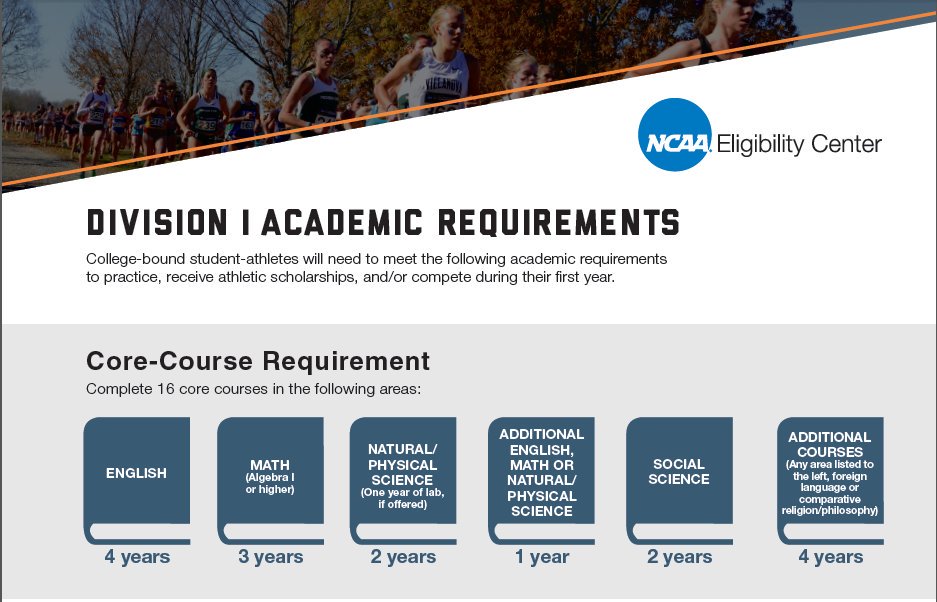 VILLANOVA
239
NCAA Eligibility Center
DIVISION I ACADEMIC REQUIREMENTS
College-bound student-athletes will need to meet the following academic requirements
to practice, receive athletic scholarships, and/or compete during their first year.
Core-Course Requirement
Complete 16 core courses in the following areas:
ENGLISH
4 years
MATH
(Algebra I
or higher)
3 years
NATURAL/
PHYSICAL
SCIENCE
(One year of lab,
if offered)
2 years
ADDITIONAL
ENGLISH,
MATH OR
NATURAL/
PHYSICAL
SCIENCE
1 year
SOCIAL
SCIENCE
2 years
ADDITIONAL
COURSES
(Any area listed to
the left, foreign
language or
comparative
religion/philosophy)
4 years